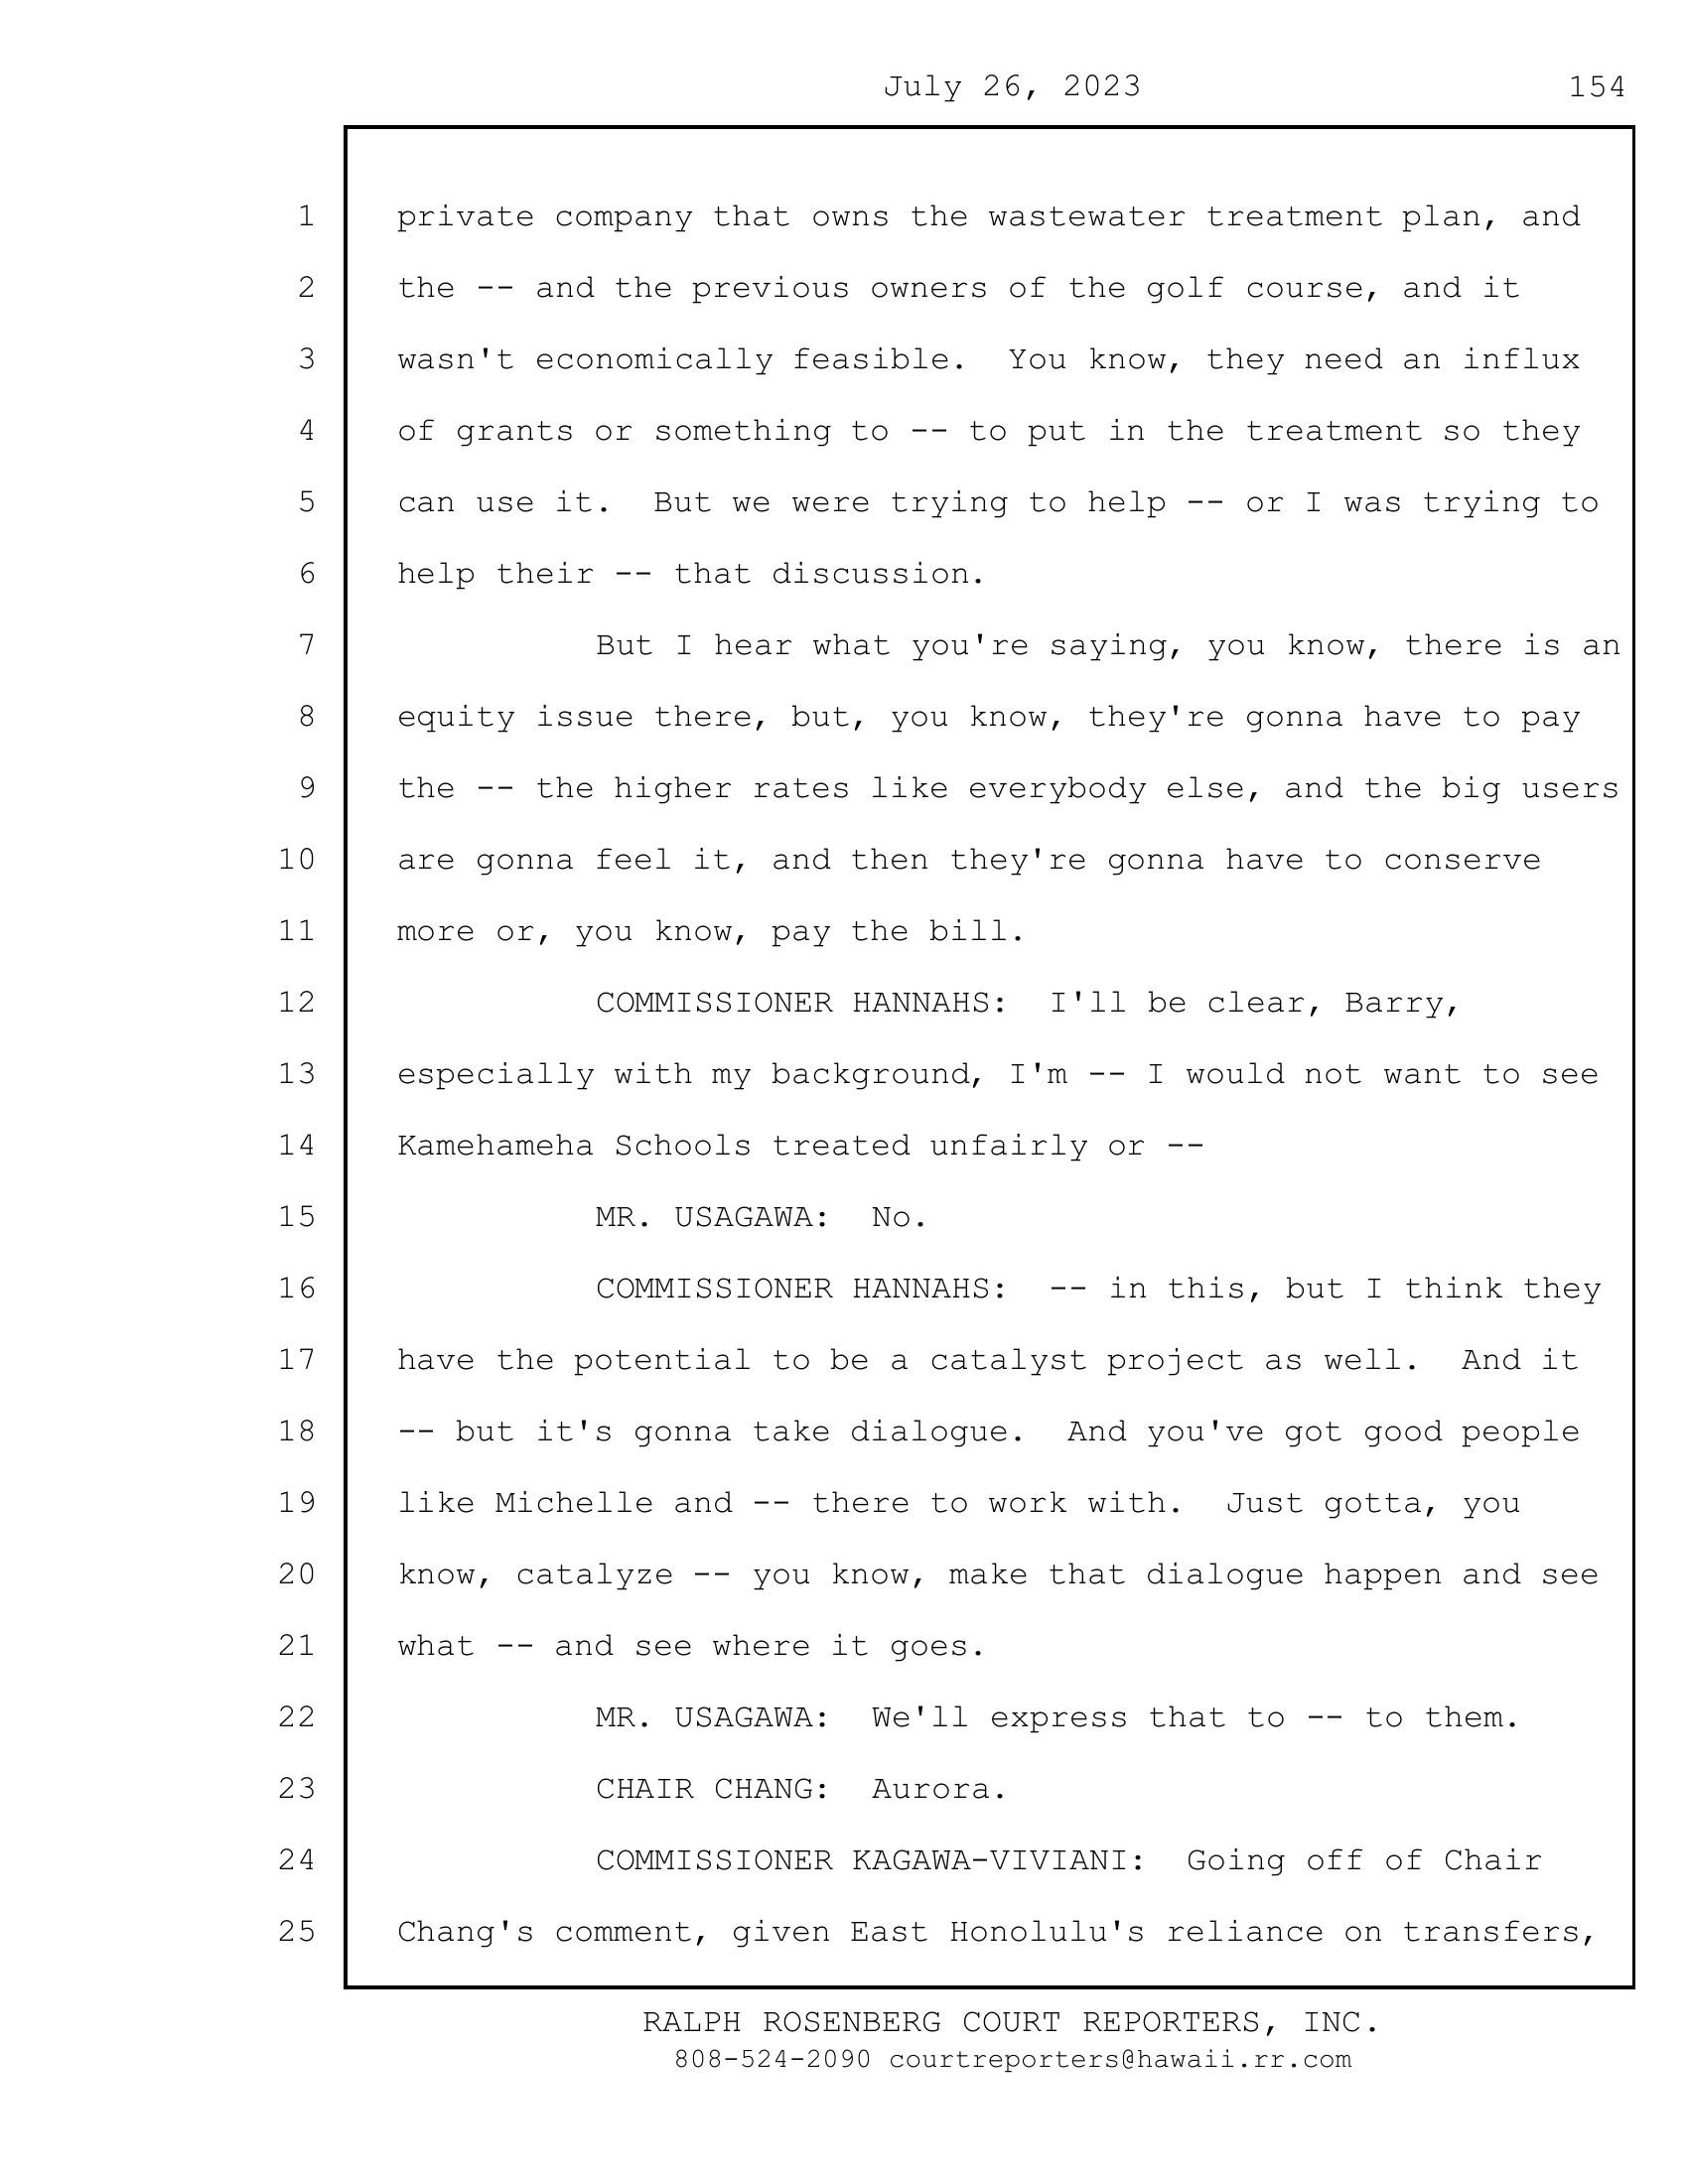 July 26, 2023 154
1 private company that owns the wastewater treatment plan, and
2 the -- and the previous owners of the golf course, and it
3 wasn't economically feasible.  You know, they need an influx
4 of grants or something to -- to put in the treatment so they
5 can use it.  But we were trying to help -- or I was trying to
6 help their -- that discussion.
7 But I hear what you're saying, you know, there is an
8 equity issue there, but, you know, they're gonna have to pay
9 the -- the higher rates like everybody else, and the big users
10 are gonna feel it, and then they're gonna have to conserve
11 more or, you know, pay the bill.
12 COMMISSIONER HANNAHS:  I'll be clear, Barry,
13 especially with my background, I'm -- I would not want to see
14 Kamehameha Schools treated unfairly or --
15 MR. USAGAWA:  No.
16 COMMISSIONER HANNAHS:  -- in this, but I think they
17 have the potential to be a catalyst project as well.  And it
18 -- but it's gonna take dialogue.  And you've got good people
19 like Michelle and -- there to work with.  Just gotta, you
20 know, catalyze -- you know, make that dialogue happen and see
21 what -- and see where it goes.
22 MR. USAGAWA:  We'll express that to -- to them.
23 CHAIR CHANG:  Aurora.
24 COMMISSIONER KAGAWA-VIVIANI:  Going off of Chair
25 Chang's comment, given East Honolulu's reliance on transfers,
RALPH ROSENBERG COURT REPORTERS, INC.
808-524-2090 courtreporters@hawaii.rr.com